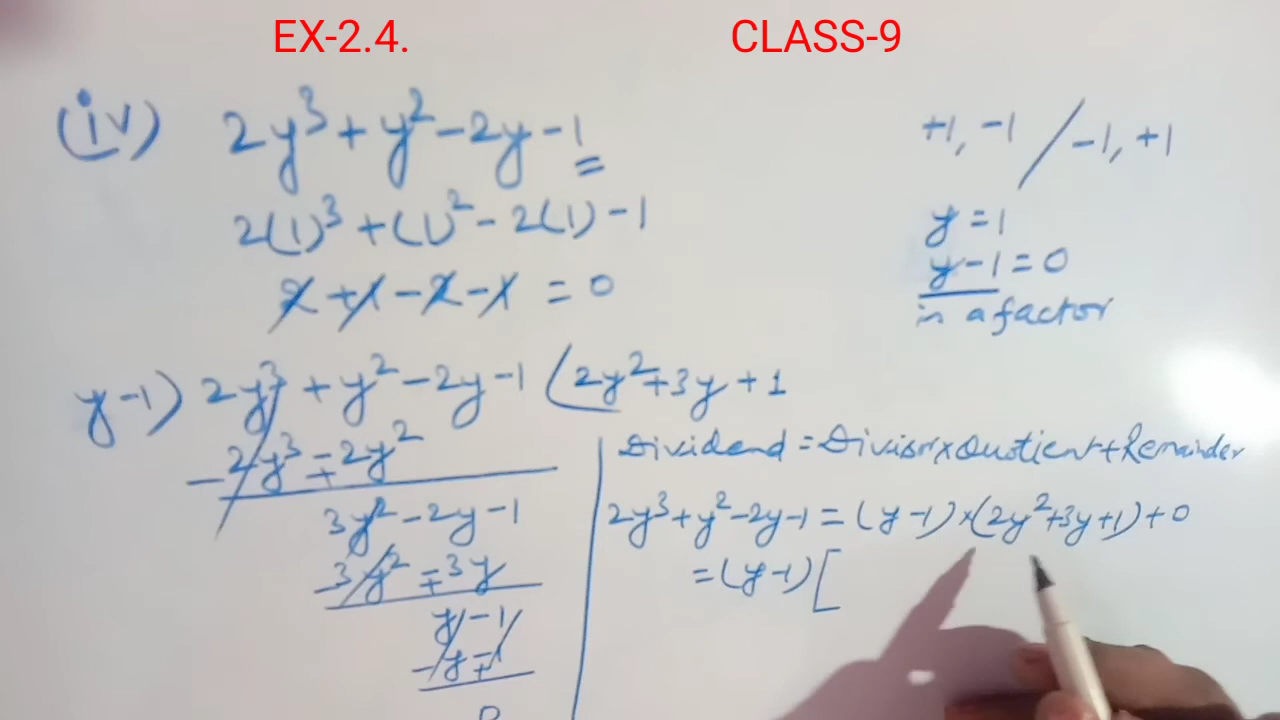 EX-2.4. CLASS-9
(iv) 2y³ + y² - 2y - 1
2(1)³ + (1)² - 2(1) - 1
2 + 1 - 2 - 1 = 0
+1, -1 / -1, +1
y = 1
y - 1 = 0
is a factor
y-1) 2y³ + y² - 2y - 1 (2y² + 3y + 1
- 2y³ ∓ 2y²
3y² - 2y - 1
- 3y² ∓ 3y
y - 1
- y ∓ 1
0
Dividend = Divisor × Quotient + Remainder
2y³ + y² - 2y - 1 = (y - 1) × (2y² + 3y + 1) + 0
= (y - 1) [